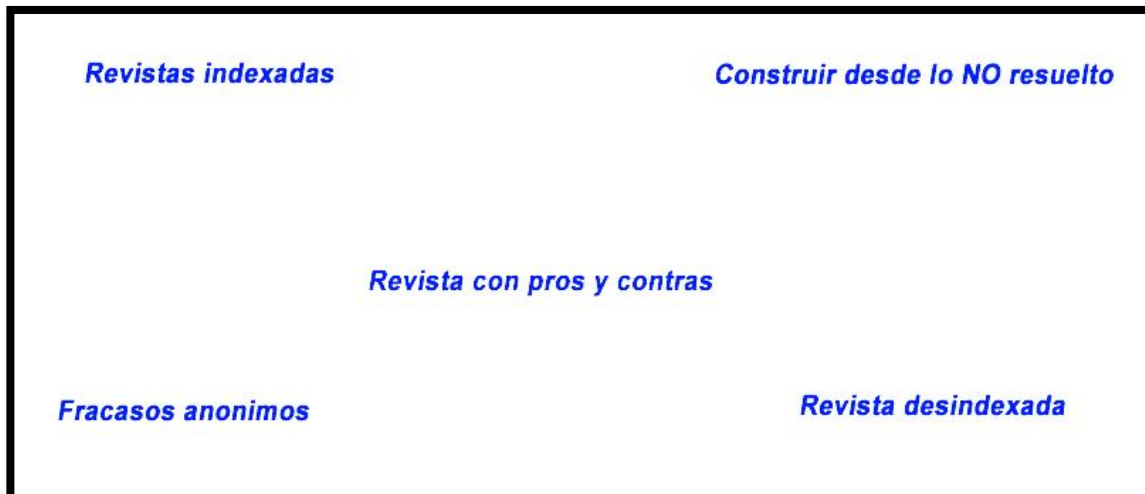 Revistas indexadas
Construir desde lo NO resuelto
Revista con pros y contras
Fracasos anonimos
Revista desindexada